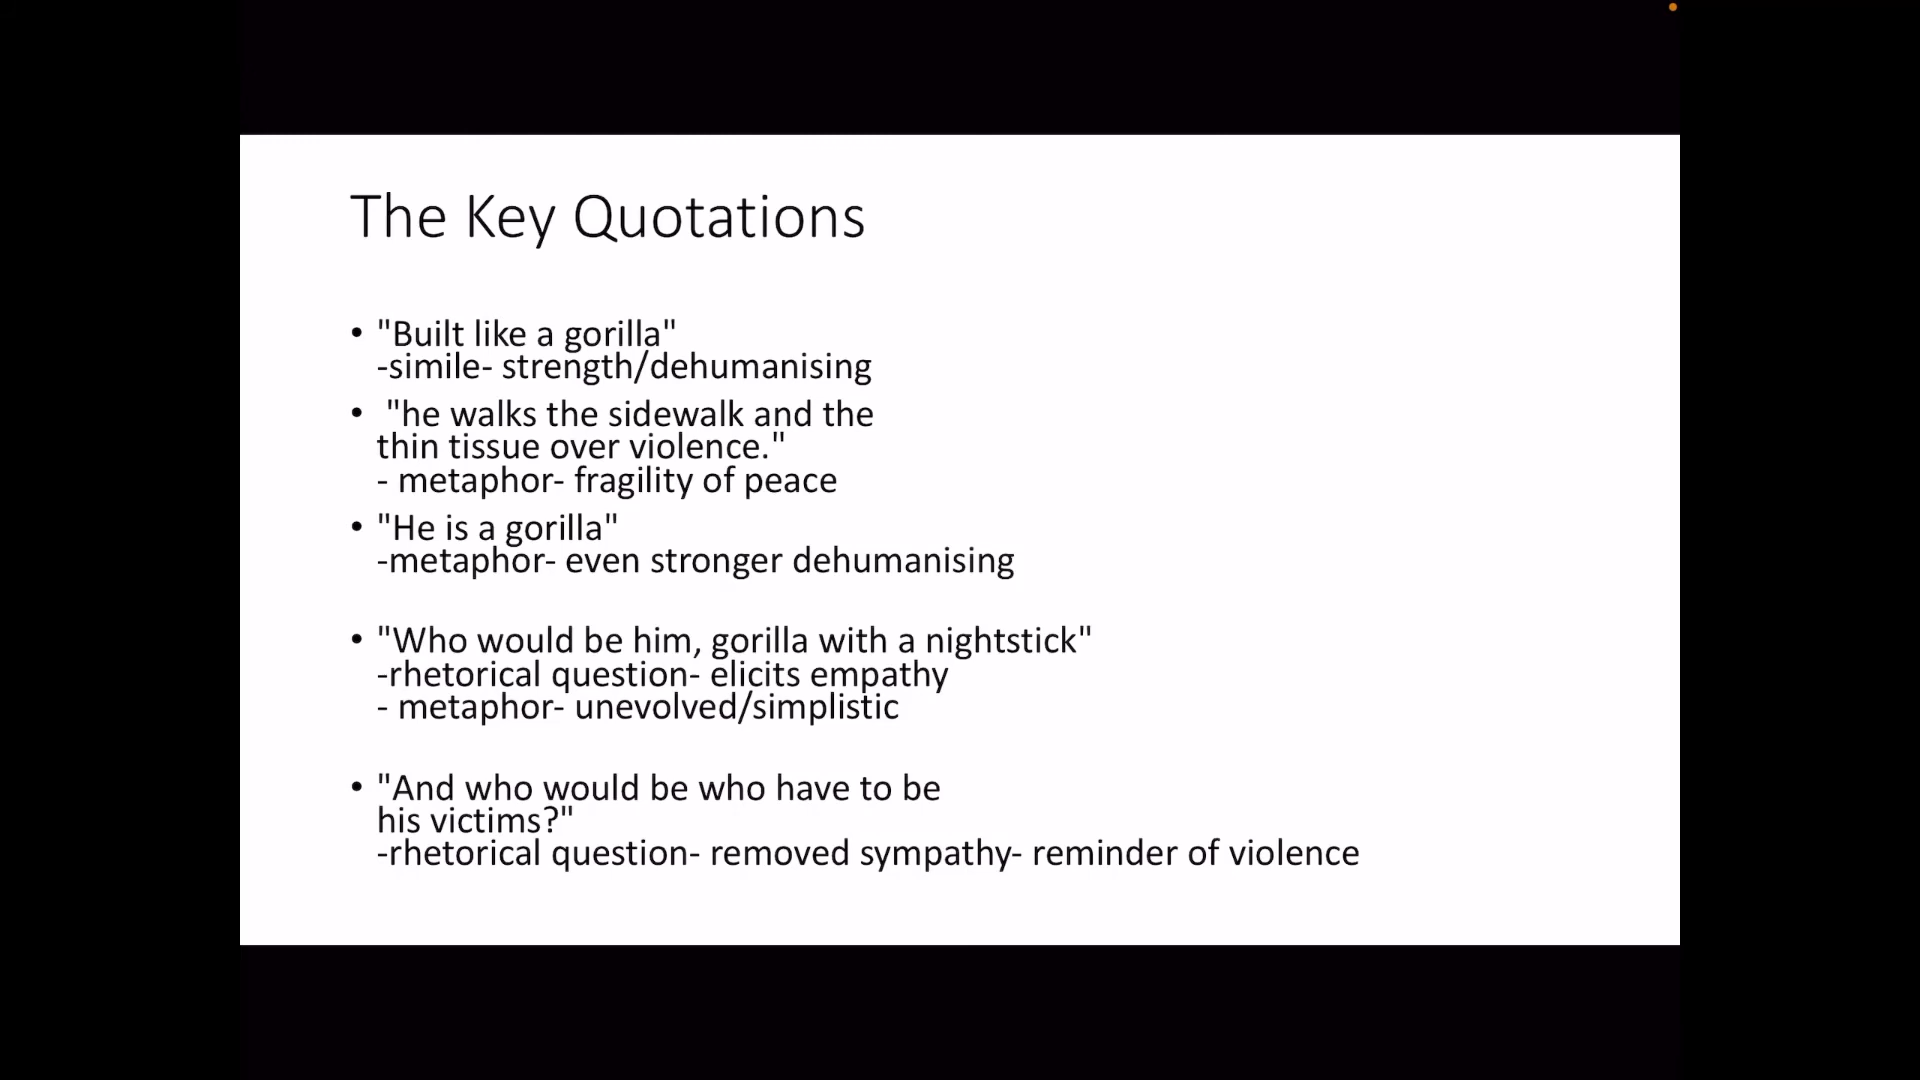 The Key Quotations
• "Built like a gorilla"
-simile- strength/dehumanising
• "he walks the sidewalk and the
thin tissue over violence."
- metaphor- fragility of peace
• "He is a gorilla"
-metaphor- even stronger dehumanising
• "Who would be him, gorilla with a nightstick"
-rhetorical question- elicits empathy
- metaphor- unevolved/simplistic
• "And who would be who have to be
his victims?"
-rhetorical question- removed sympathy- reminder of violence